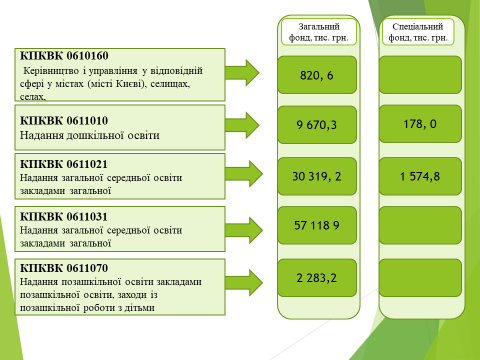 Загальний
фонд, тис. грн.
Спеціальний
фонд, тис. грн.
КПКВК 0610160
Керівництво і управління у відповідній
сфері у містах (місті Києві), селищах,
селах,
820, 6
КПКВК 0611010
Надання дошкільної освіти
9 670,3
178, 0
КПКВК 0611021
Надання загальної середньої освіти
закладами загальної
30 319, 2
1 574,8
КПКВК 0611031
Надання загальної середньої освіти
закладами загальної
57 118 9
КПКВК 0611070
Надання позашкільної освіти закладами
позашкільної освіти, заходи із
позашкільної роботи з дітьми
2 283,2